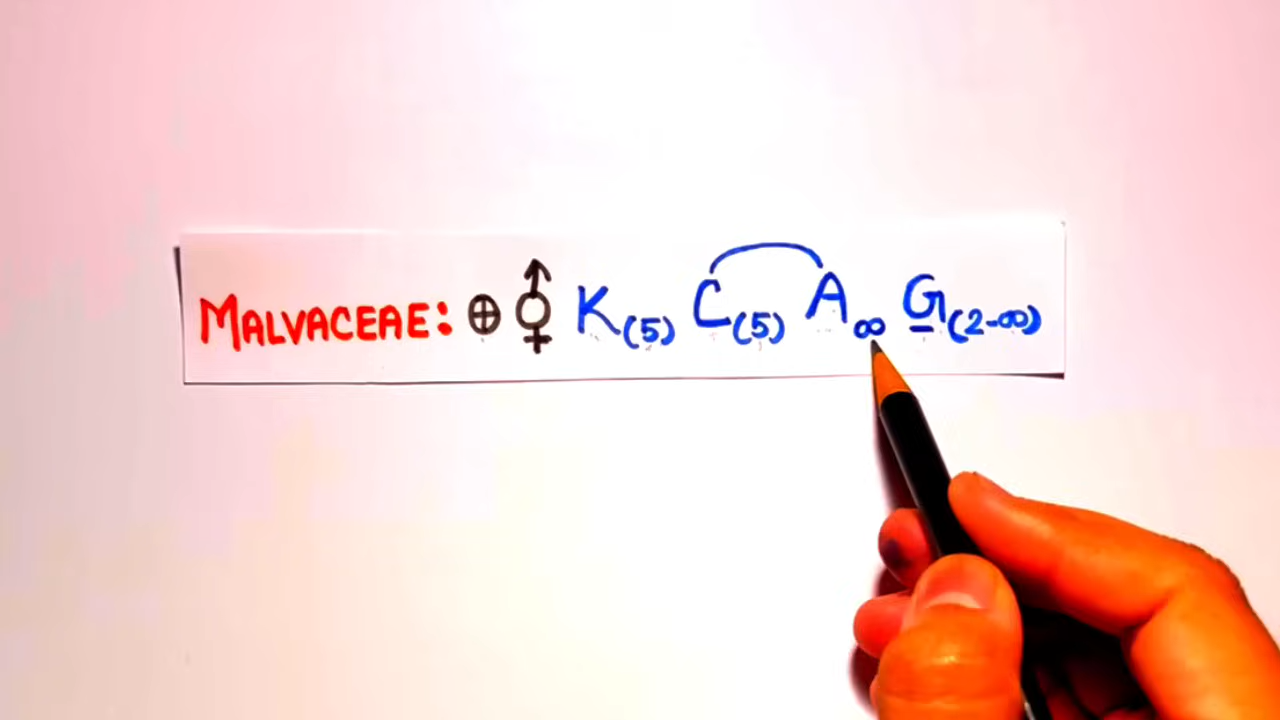 MALVACEAE: ⊕ ⚥ K(5) C(5) A∞ G(2-∞)